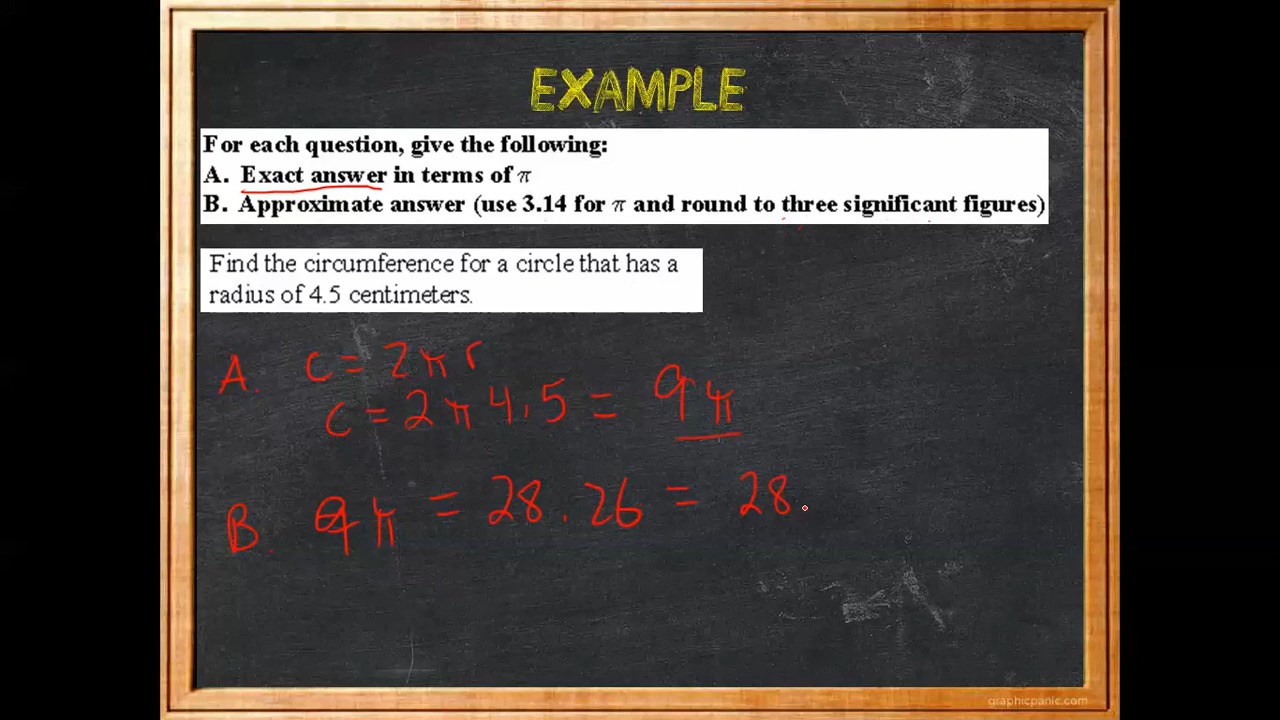 EXAMPLE
For each question, give the following:
A. Exact answer in terms of π
B. Approximate answer (use 3.14 for π and round to three significant figures)
Find the circumference for a circle that has a
radius of 4.5 centimeters.
A. C = 2πr
C = 2π4.5 = 9π
B. 9π = 28.26 = 28.
graphicpanic.com